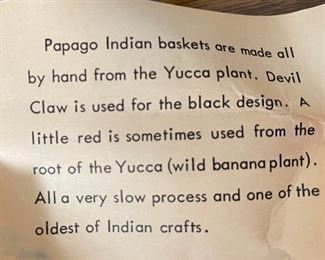 Papago Indian baskets are made all
by hand from the Yucca plant. Devil
Claw is used for the black design. A
little red is sometimes used from the
root of the Yucca (wild banana plant).
All a very slow process and one of the
oldest of Indian crafts.